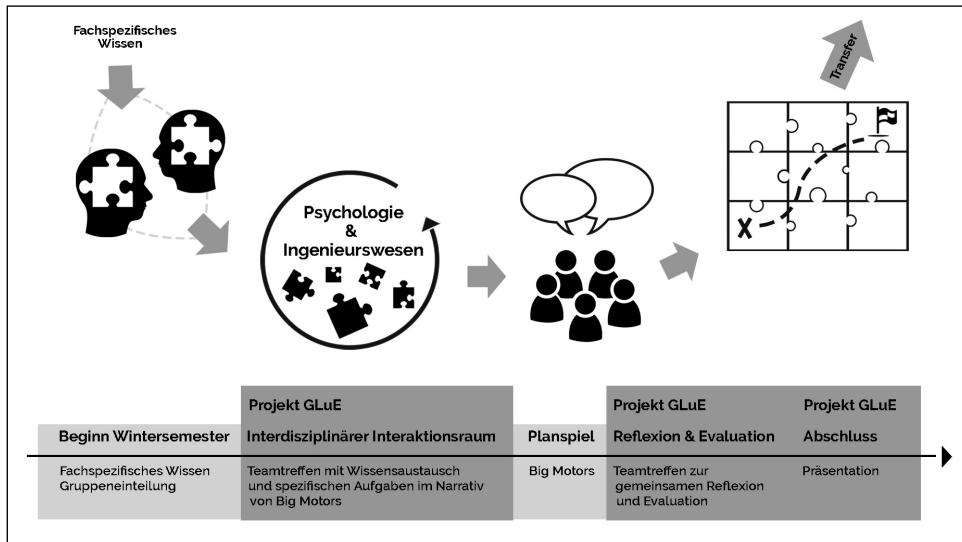 Fachspezifisches
Wissen
Transfer
Psychologie
&
Ingenieurswesen
Projekt GLuE
Projekt GLuE
Projekt GLuE
Beginn Wintersemester
Interdisziplinärer Interaktionsraum
Planspiel
Reflexion & Evaluation
Abschluss
Fachspezifisches Wissen
Gruppeneinteilung
Teamtreffen mit Wissensaustausch
und spezifischen Aufgaben im Narrativ
von Big Motors
Big Motors
Teamtreffen zur
gemeinsamen Reflexion
und Evaluation
Präsentation